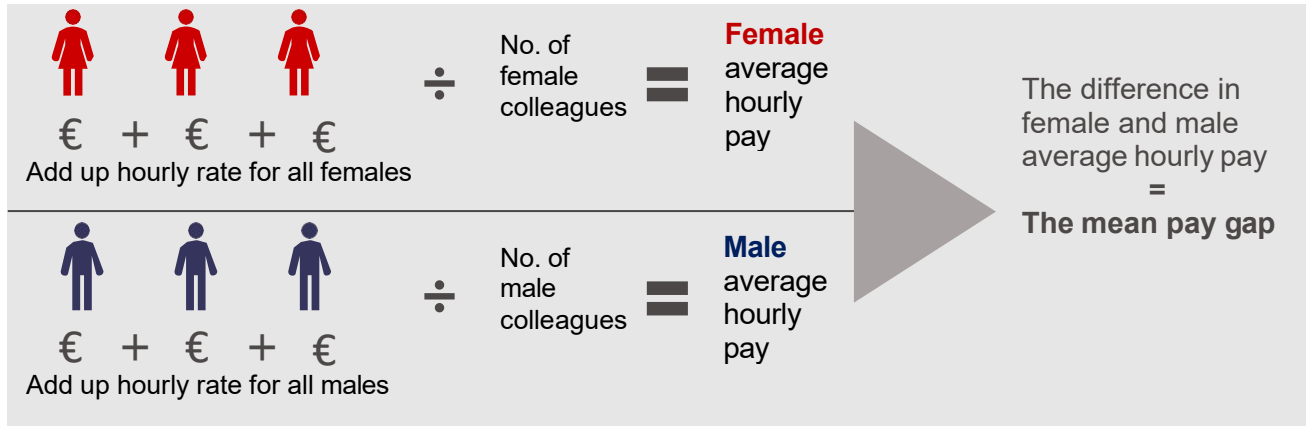 € + € + €
Add up hourly rate for all females
÷
No. of
female
colleagues
=
Female
average
hourly
pay
€ + € + €
Add up hourly rate for all males
÷
No. of
male
colleagues
=
Male
average
hourly
pay
The difference in
female and male
average hourly pay
=
The mean pay gap